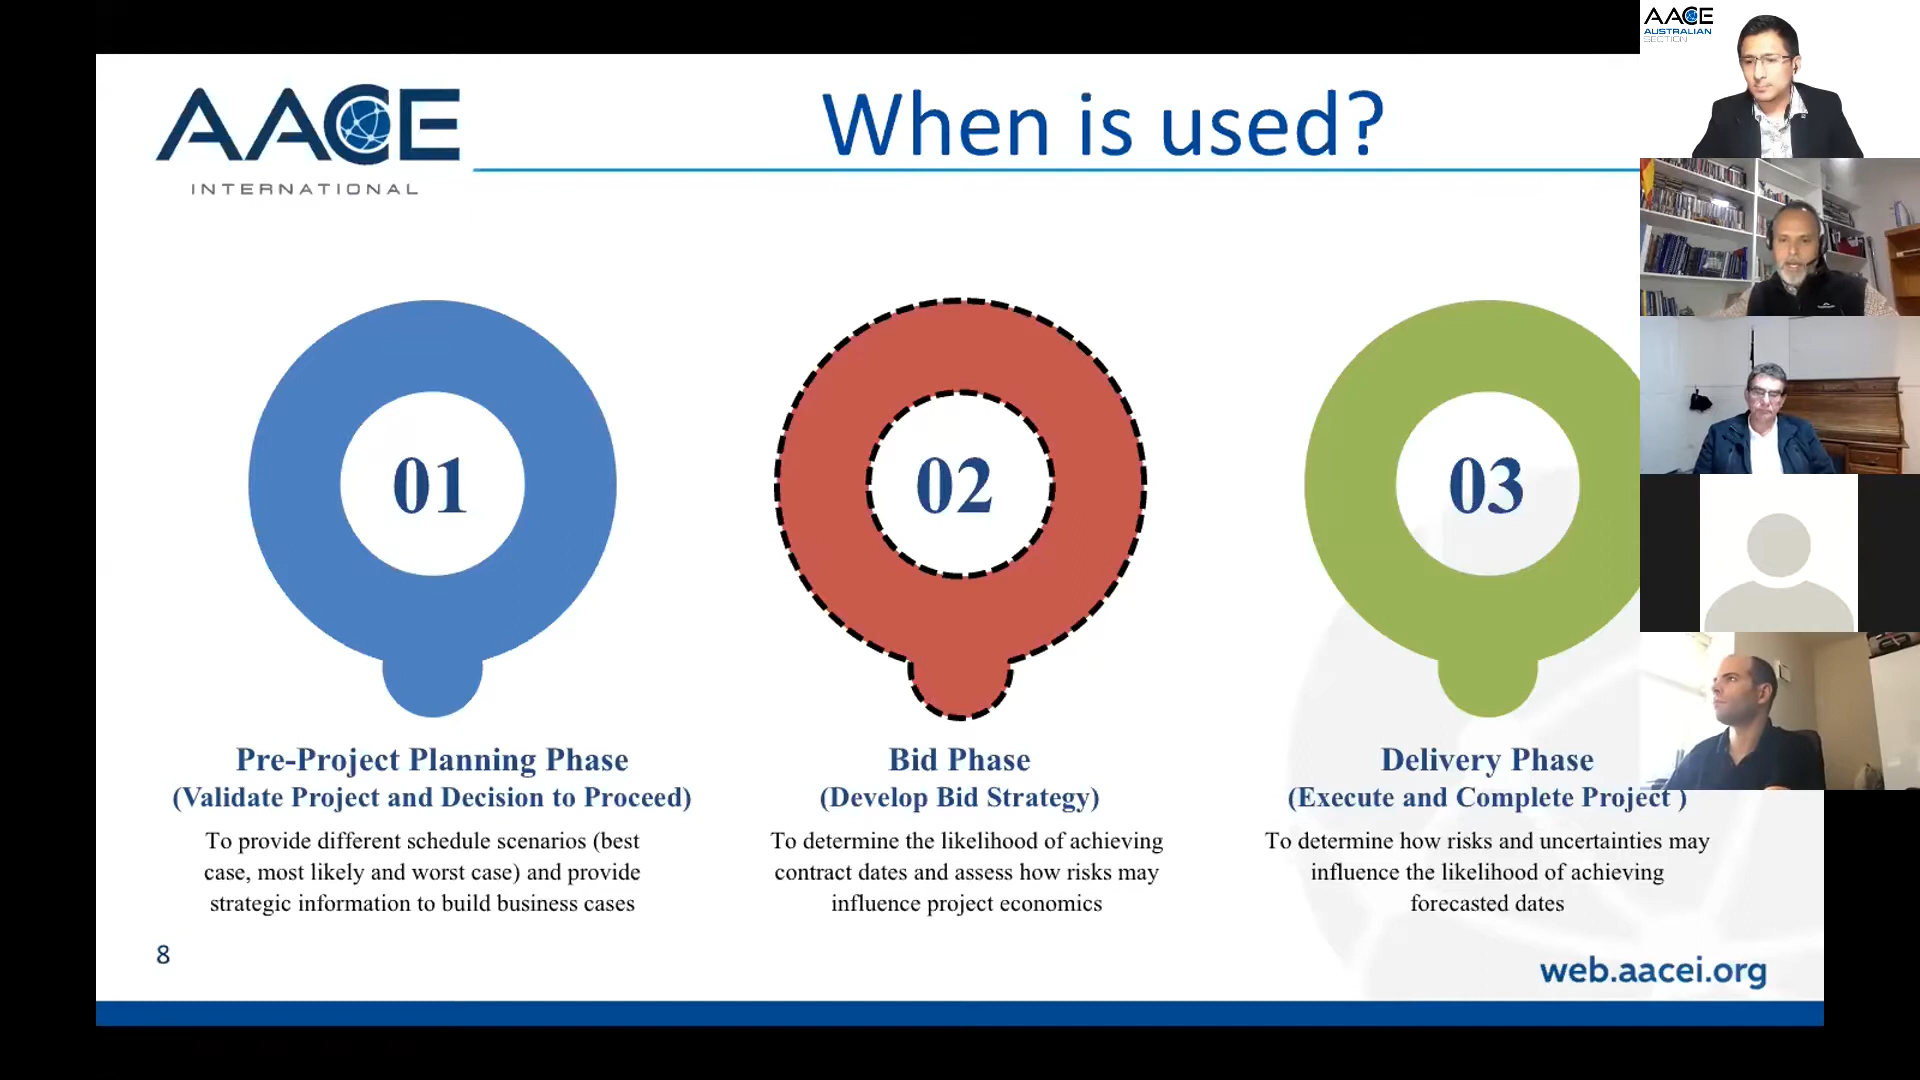 AACE
INTERNATIONAL
When is used?
AACE
AUSTRALIAN
SECTION
01
02
03
Pre-Project Planning Phase
(Validate Project and Decision to Proceed)
To provide different schedule scenarios (best
case, most likely and worst case) and provide
strategic information to build business cases
Bid Phase
(Develop Bid Strategy)
To determine the likelihood of achieving
contract dates and assess how risks may
influence project economics
Delivery Phase
(Execute and Complete Project )
To determine how risks and uncertainties may
influence the likelihood of achieving
forecasted dates
8
web.aacei.org